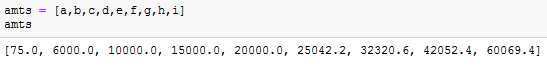 amts = [a,b,c,d,e,f,g,h,i]
amts
[75.0, 6000.0, 10000.0, 15000.0, 20000.0, 25042.2, 32320.6, 42052.4, 60069.4]